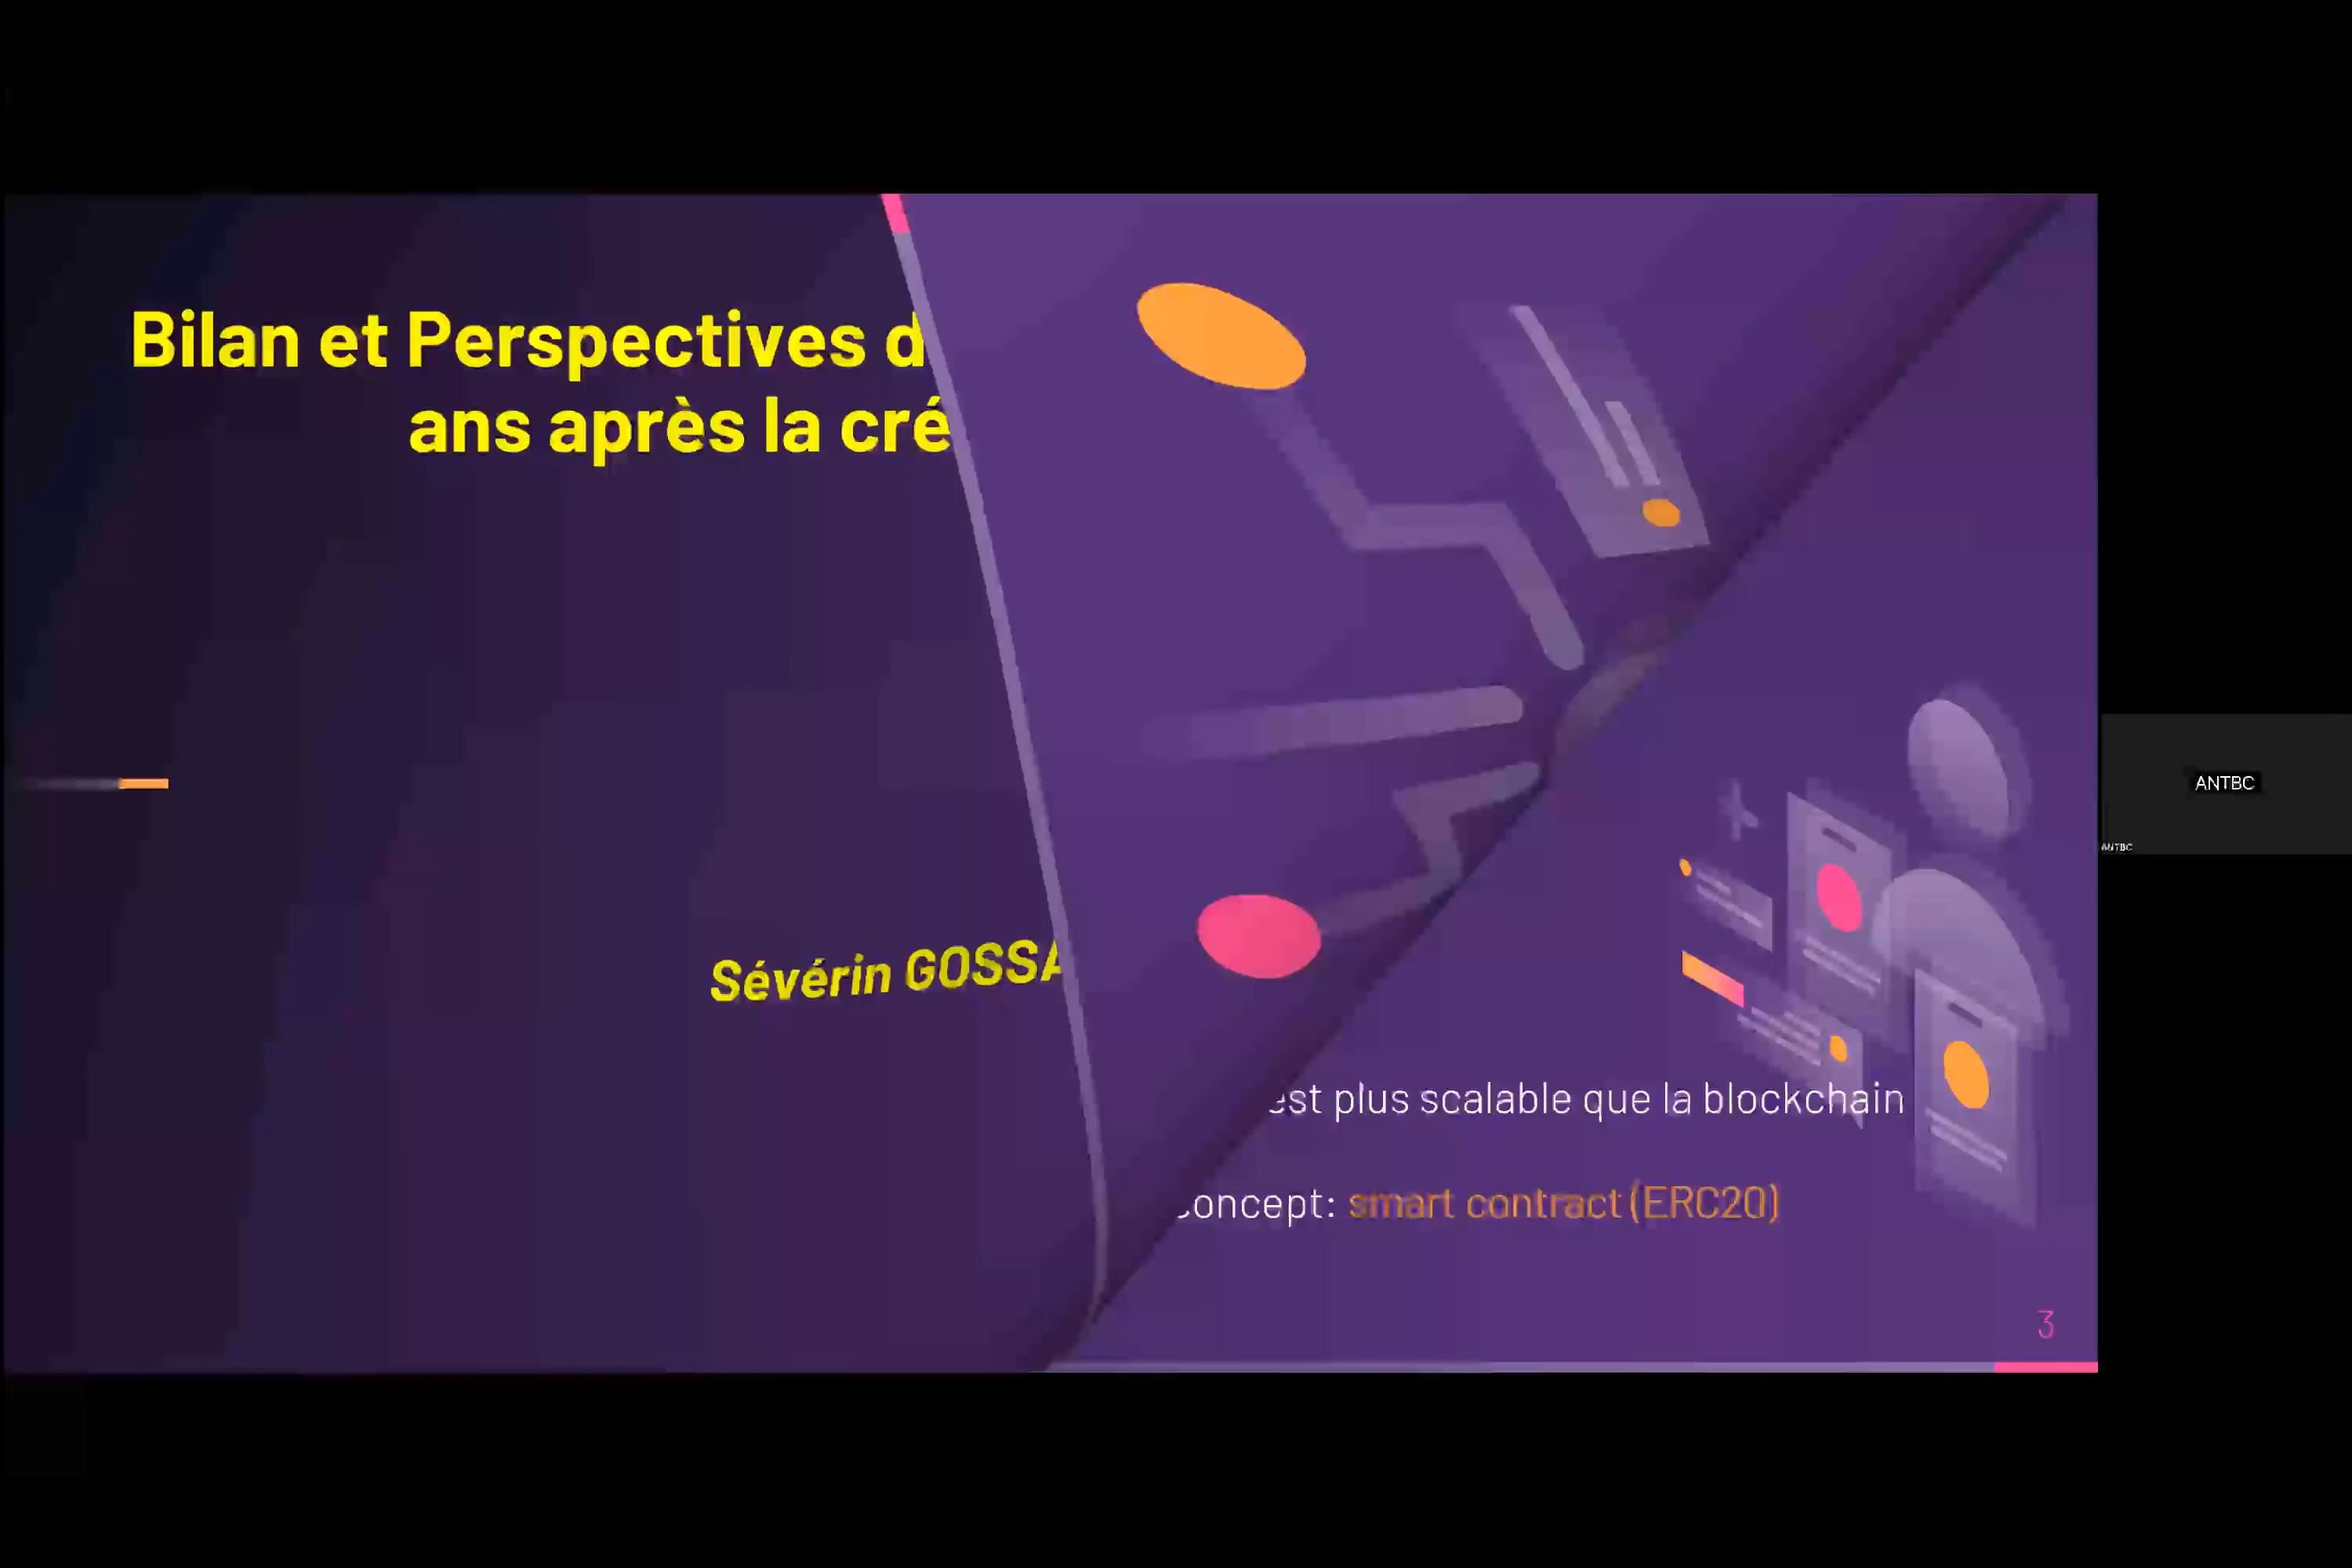 Bilan et Perspectives d
ans après la cré
Sévérin GOSSA
est plus scalable que la blockchain
concept: smart contract (ERC20)
3
ANTBC
ANTBC